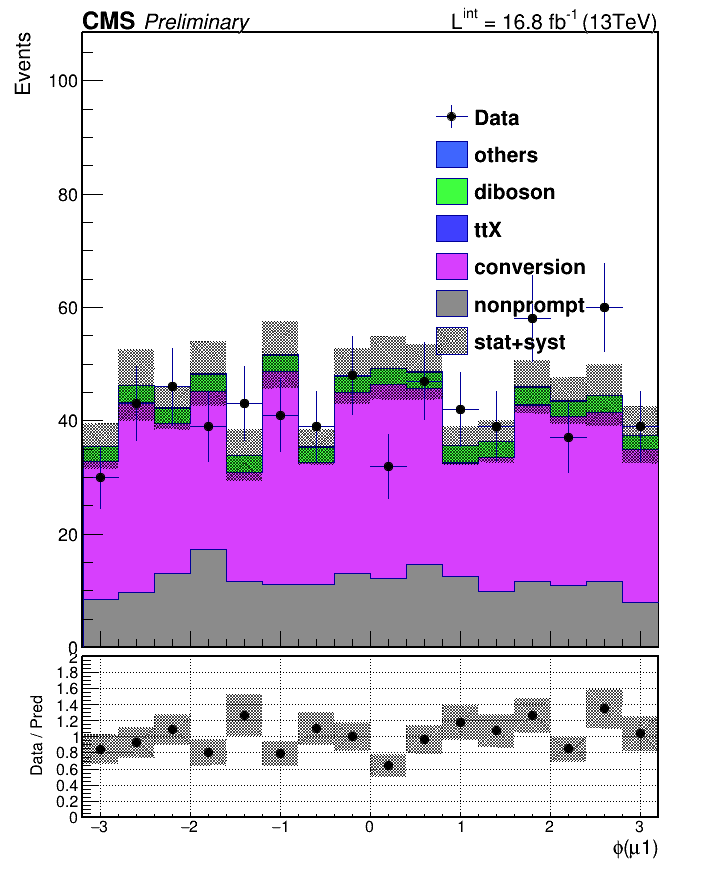 CMS Preliminary
L^int = 16.8 fb^-1 (13TeV)
Events
100
80
60
40
20
0
Data
others
diboson
ttX
conversion
nonprompt
stat+syst
Data / Pred
2
1.8
1.6
1.4
1.2
1
0.8
0.6
0.4
0.2
0
−3
−2
−1
0
1
2
3
ϕ(μ1)